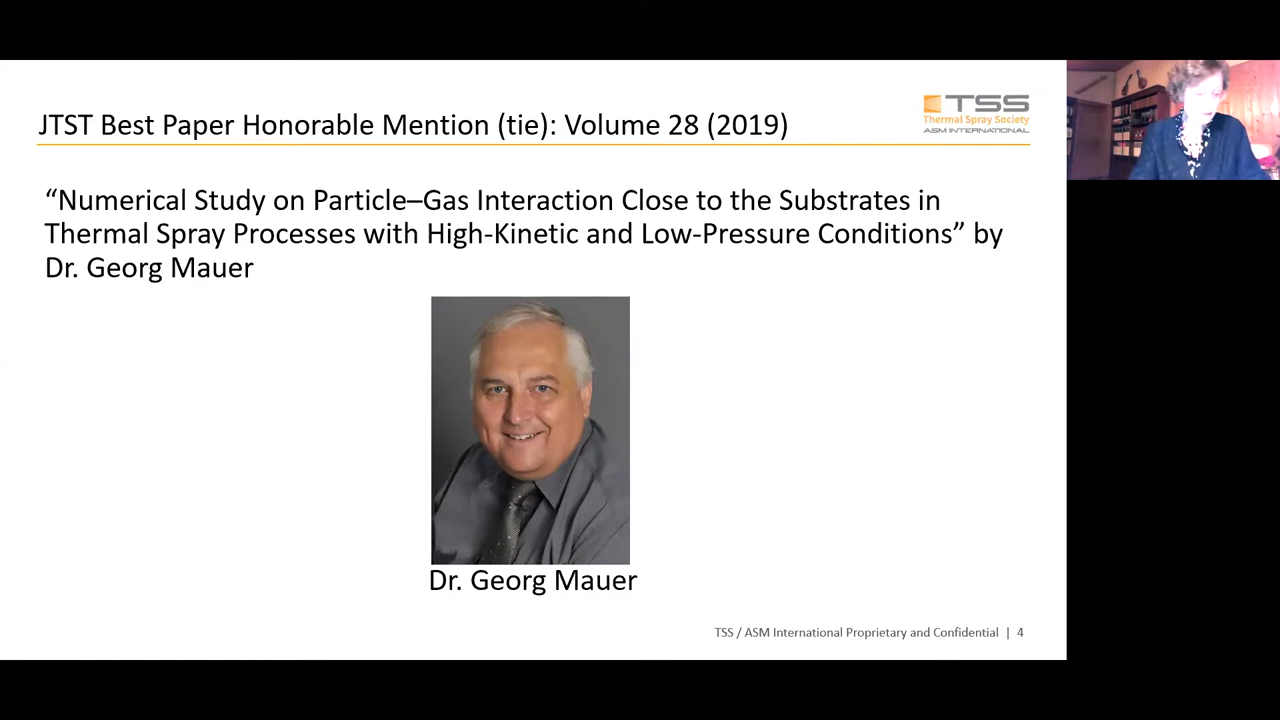 JTST Best Paper Honorable Mention (tie): Volume 28 (2019)
TSS
Thermal Spray Society
ASM INTERNATIONAL
“Numerical Study on Particle–Gas Interaction Close to the Substrates in
Thermal Spray Processes with High-Kinetic and Low-Pressure Conditions” by
Dr. Georg Mauer
Dr. Georg Mauer
TSS / ASM International Proprietary and Confidential | 4